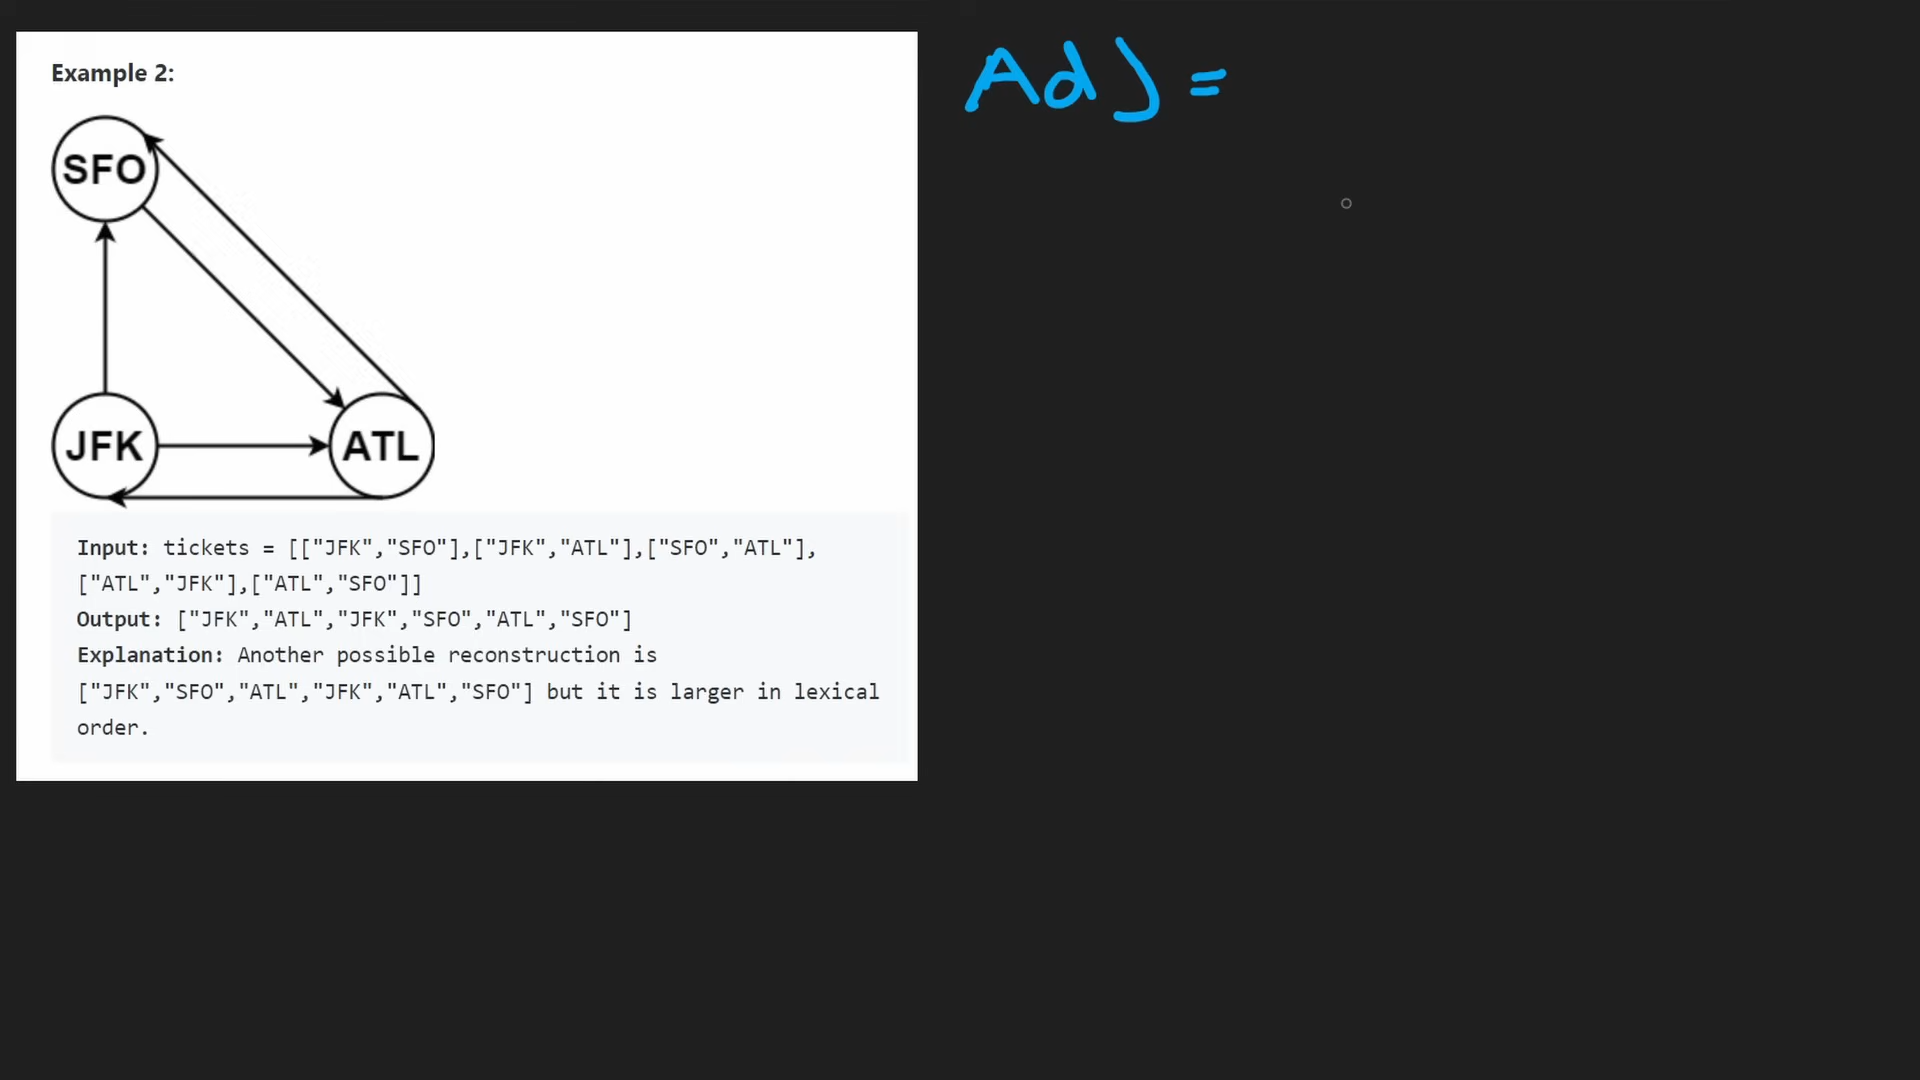 Example 2:
SFO
JFK
ATL
Input: tickets = [["JFK","SFO"],["JFK","ATL"],["SFO","ATL"],
["ATL","JFK"],["ATL","SFO"]]
Output: ["JFK","ATL","JFK","SFO","ATL","SFO"]
Explanation: Another possible reconstruction is
["JFK","SFO","ATL","JFK","ATL","SFO"] but it is larger in lexical
order.
Adj =